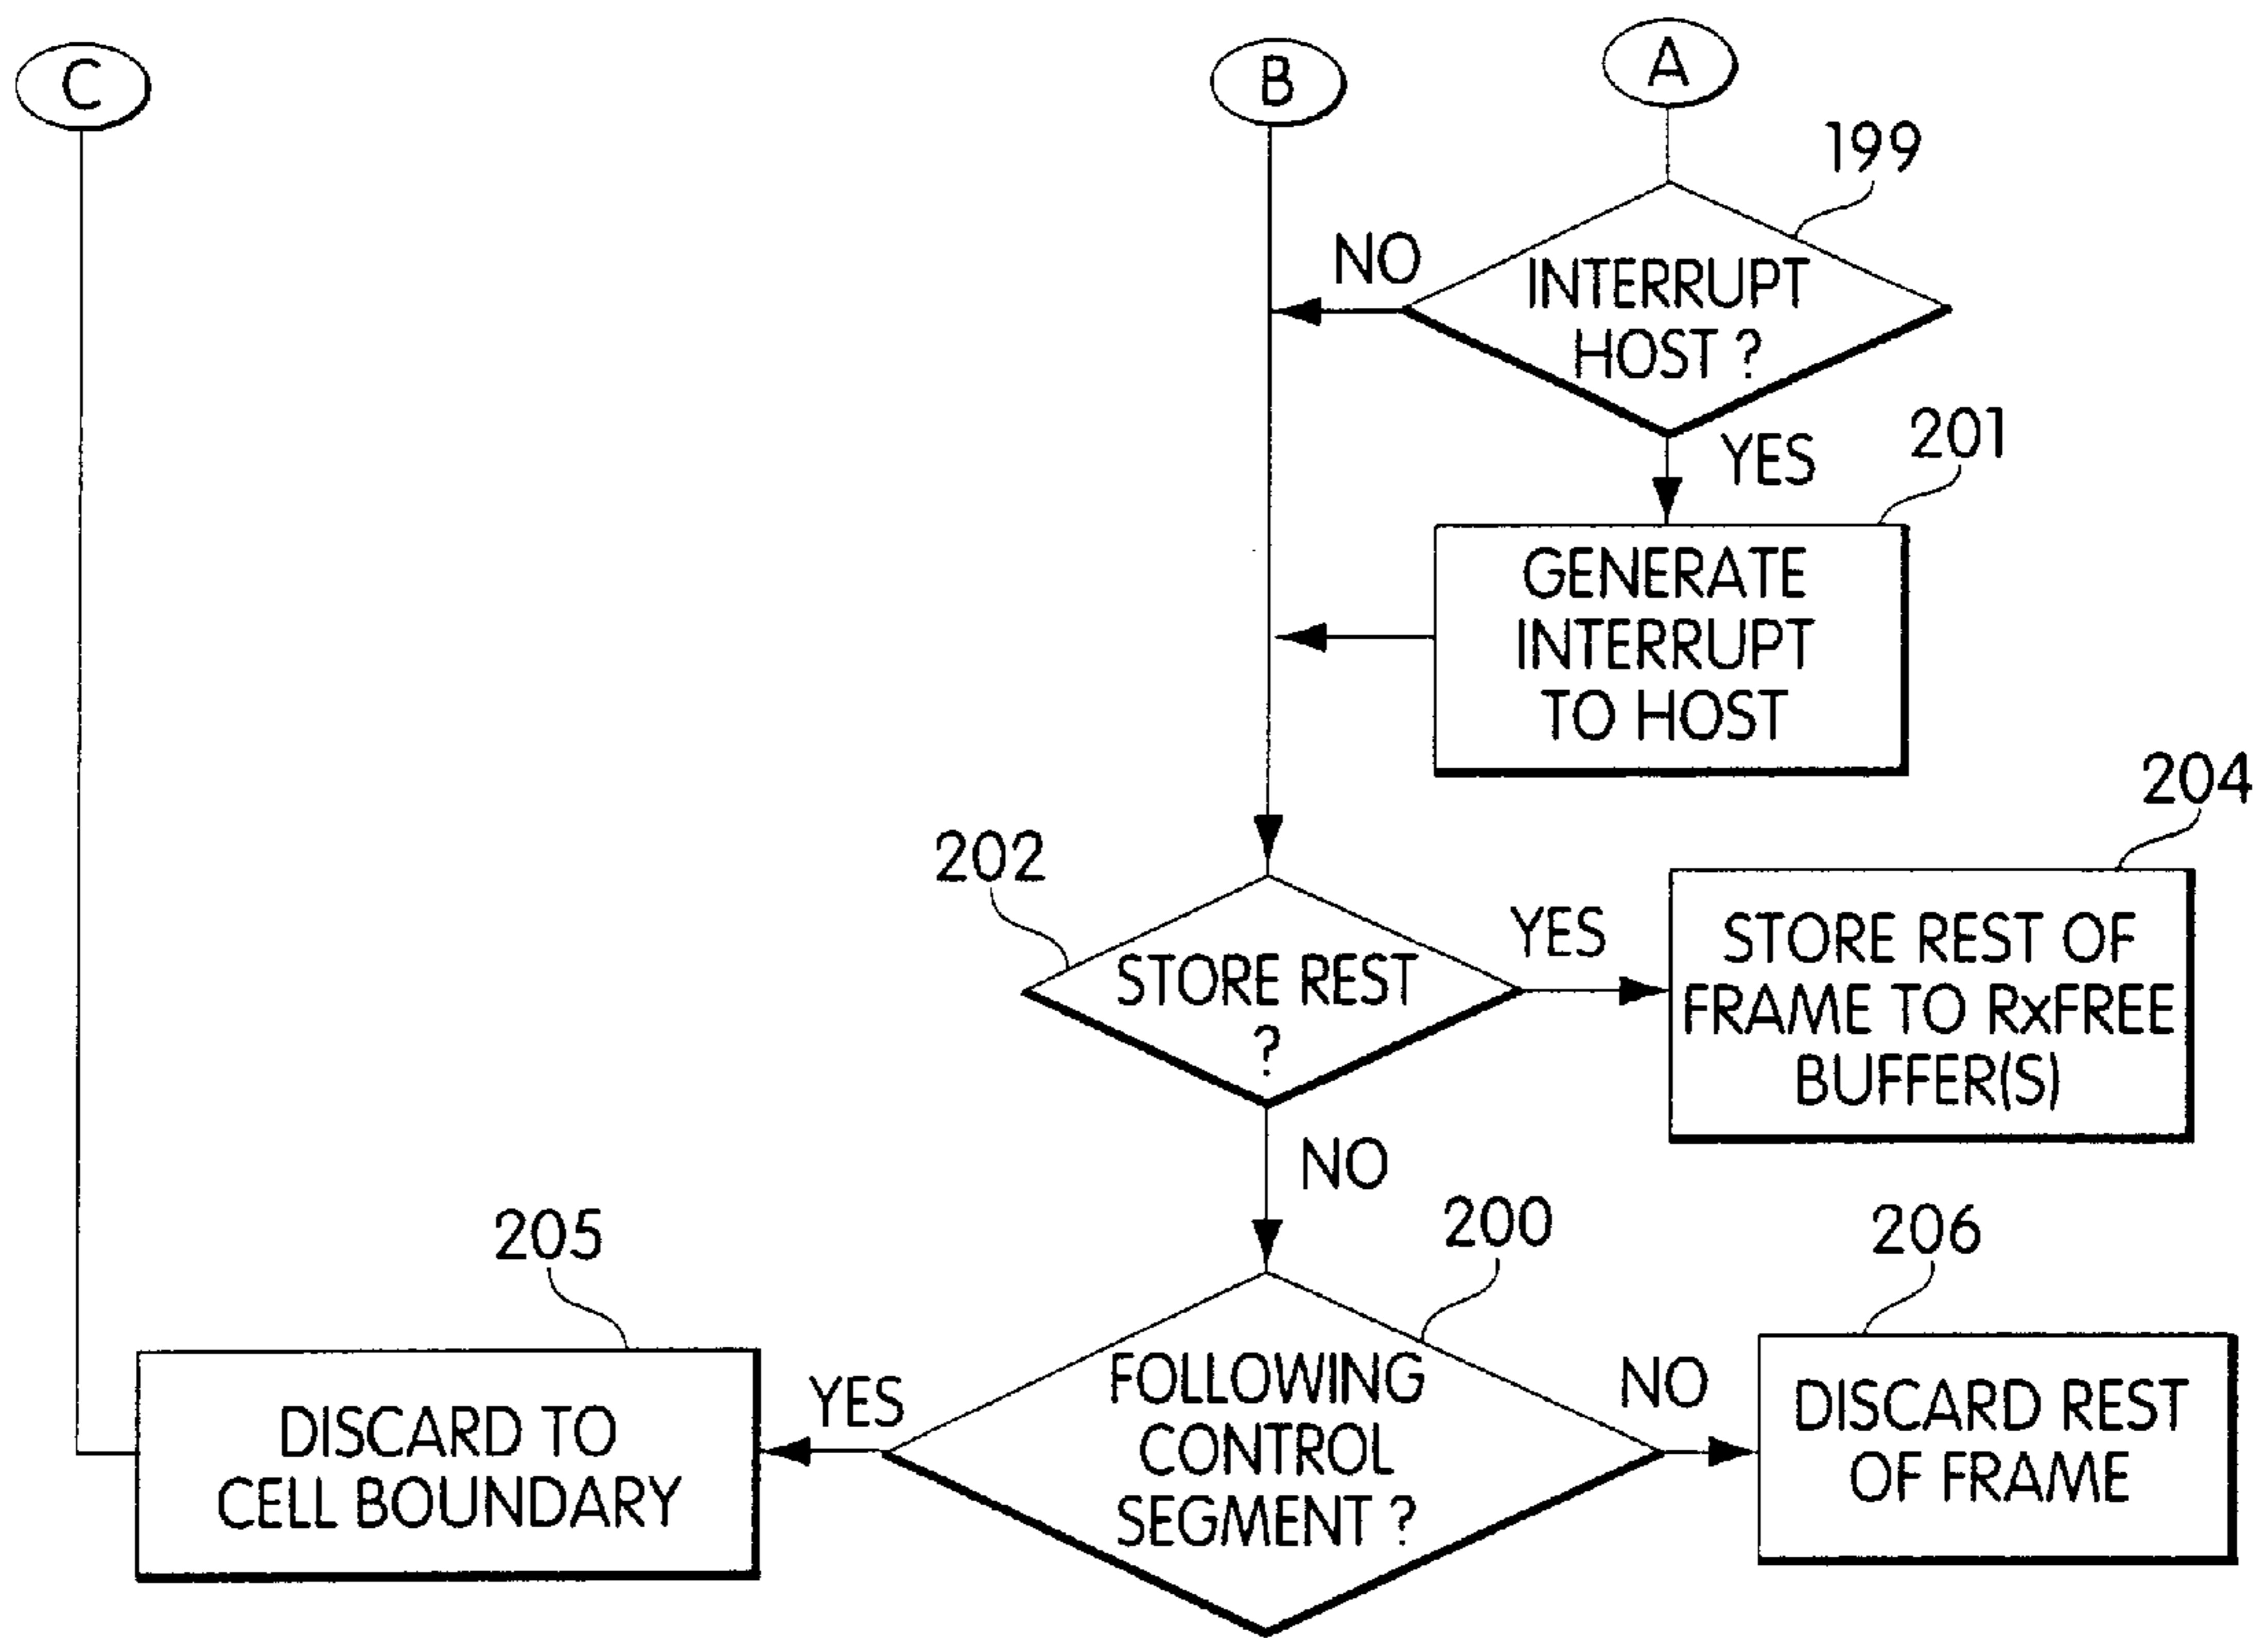 C
B
A
199
NO
INTERRUPT
HOST ?
YES
201
GENERATE
INTERRUPT
TO HOST
204
202
YES
STORE REST
?
STORE REST OF
FRAME TO RxFREE
BUFFER(S)
NO
205
200
206
YES
FOLLOWING
CONTROL
SEGMENT ?
NO
DISCARD TO
CELL BOUNDARY
DISCARD REST
OF FRAME